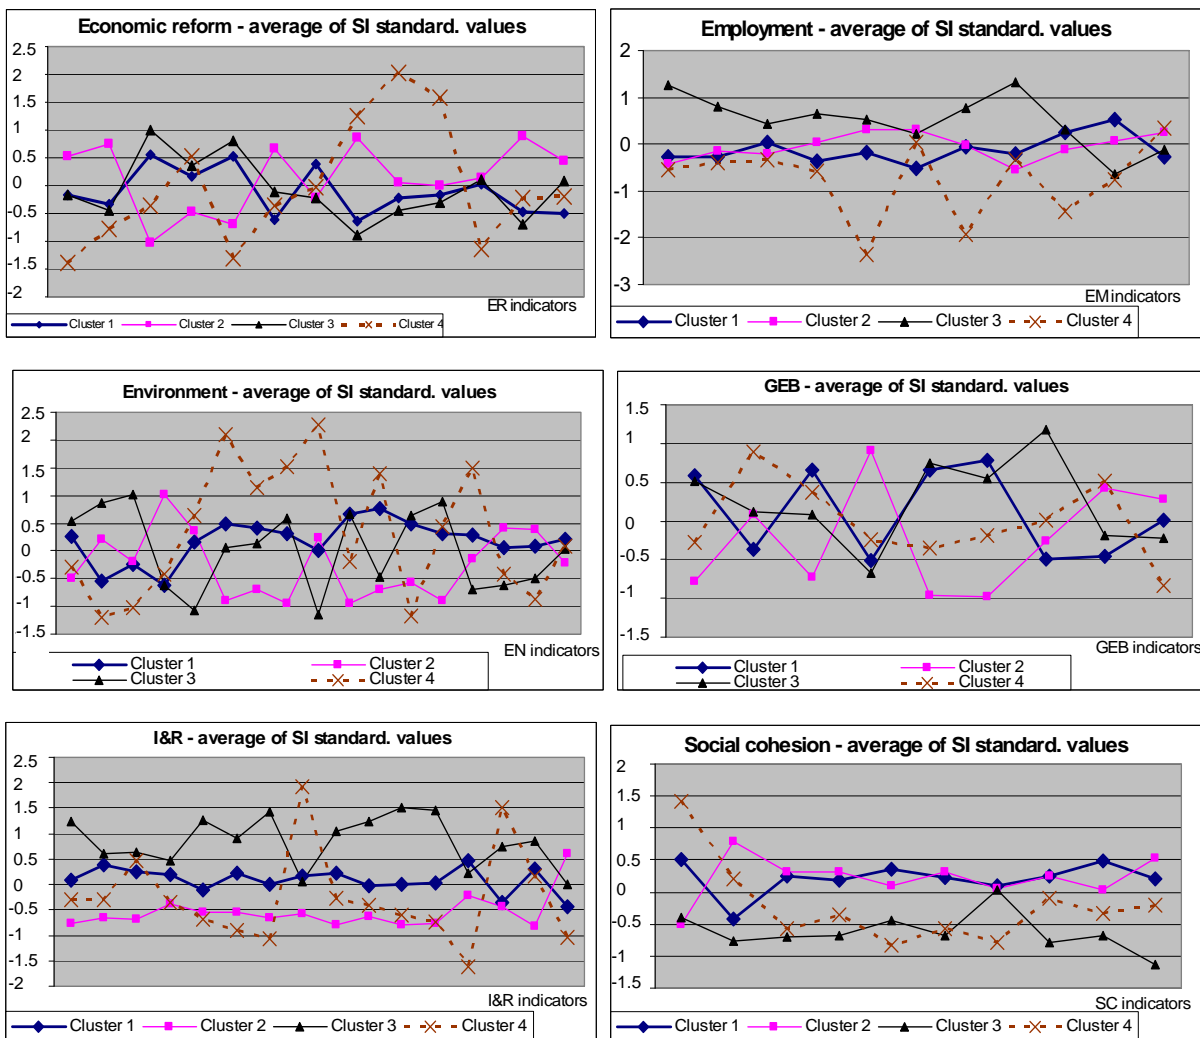 Economic reform - average of SI standard. values
2.5
2
1.5
1
0.5
0
-0.5
-1
-1.5
-2
ER indicators
Cluster 1 Cluster 2 Cluster 3 Cluster 4
Employment - average of SI standard. values
2
1
0
-1
-2
-3
EM indicators
Cluster 1 Cluster 2 Cluster 3 Cluster 4
Environment - average of SI standard. values
2.5
2
1.5
1
0.5
0
-0.5
-1
-1.5
EN indicators
Cluster 1 Cluster 2
Cluster 3 Cluster 4
GEB - average of SI standard. values
1.5
1
0.5
0
-0.5
-1
-1.5
GEB indicators
Cluster 1 Cluster 2
Cluster 3 Cluster 4
I&R - average of SI standard. values
2.5
2
1.5
1
0.5
0
-0.5
-1
-1.5
-2
I&R indicators
Cluster 1 Cluster 2 Cluster 3 Cluster 4
Social cohesion - average of SI standard. values
2
1.5
1
0.5
0
-0.5
-1
-1.5
SC indicators
Cluster 1 Cluster 2 Cluster 3 Cluster 4